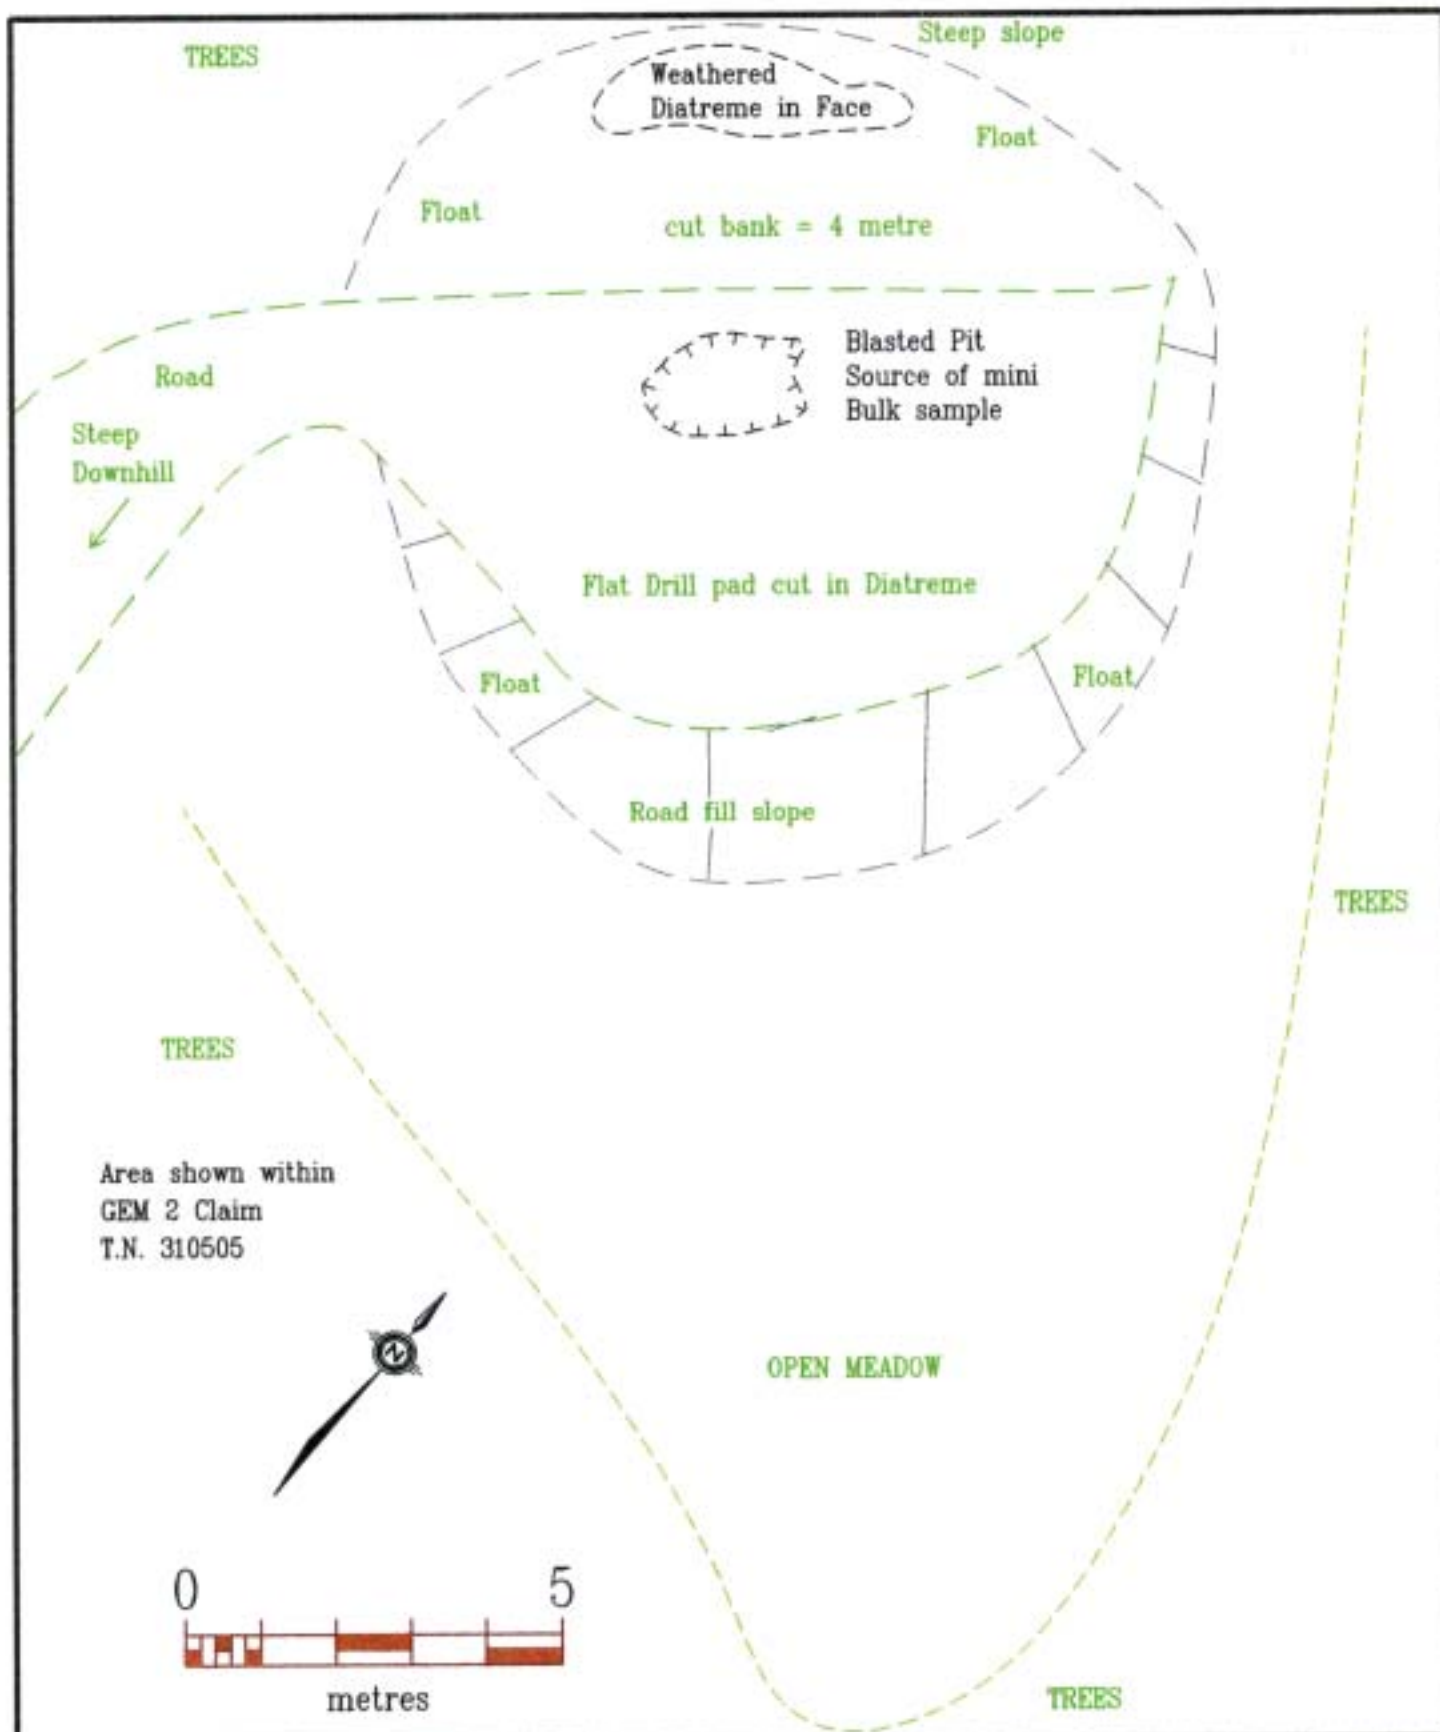 TREES
Steep slope
Weathered
Diatreme in Face
Float
Float
cut bank = 4 metre
Road
Blasted Pit
Source of mini
Bulk sample
Steep
Downhill
Flat Drill pad cut in Diatreme
Float
Float
Road fill slope
TREES
TREES
Area shown within
GEM 2 Claim
T.N. 310505
N
OPEN MEADOW
0 5
metres
TREES